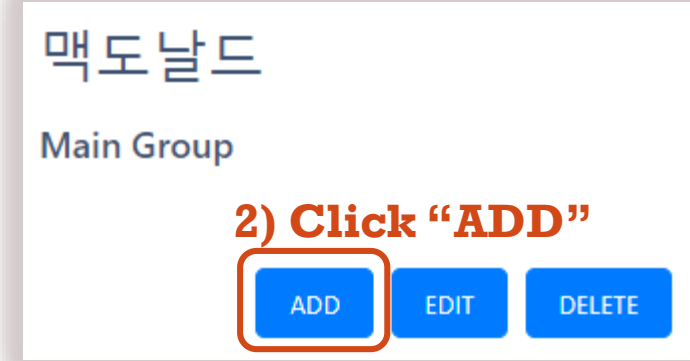 맥도날드
Main Group
2) Click “ADD”
ADD EDIT DELETE